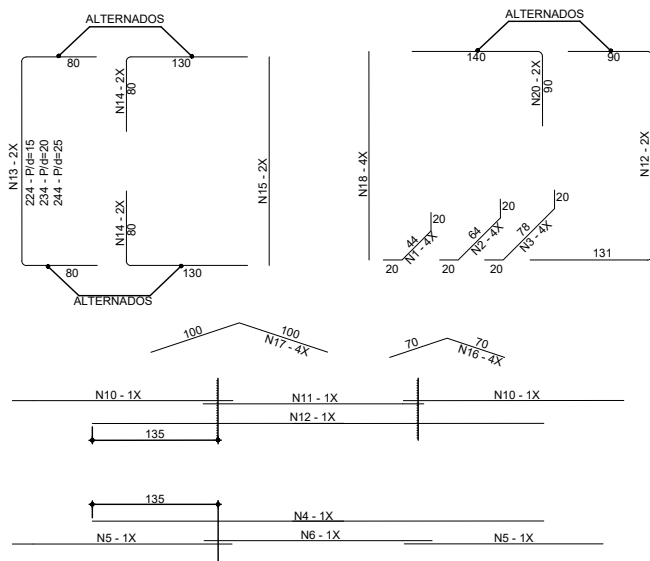 ALTERNADOS
80
130
N14 - 2X
80
N13 - 2X
224 - P/d=15
234 - P/d=20
244 - P/d=25
N15 - 2X
N14 - 2X
80
80
130
ALTERNADOS
ALTERNADOS
140
90
N20 - 2X
90
N18 - 4X
N12 - 2X
20
44
N1 - 4X
20
20
64
N2 - 4X
20
20
78
N3 - 4X
20
131
100
100
N17 - 4X
70
70
N16 - 4X
N10 - 1X
N11 - 1X
N10 - 1X
N12 - 1X
135
135
N4 - 1X
N5 - 1X
N6 - 1X
N5 - 1X